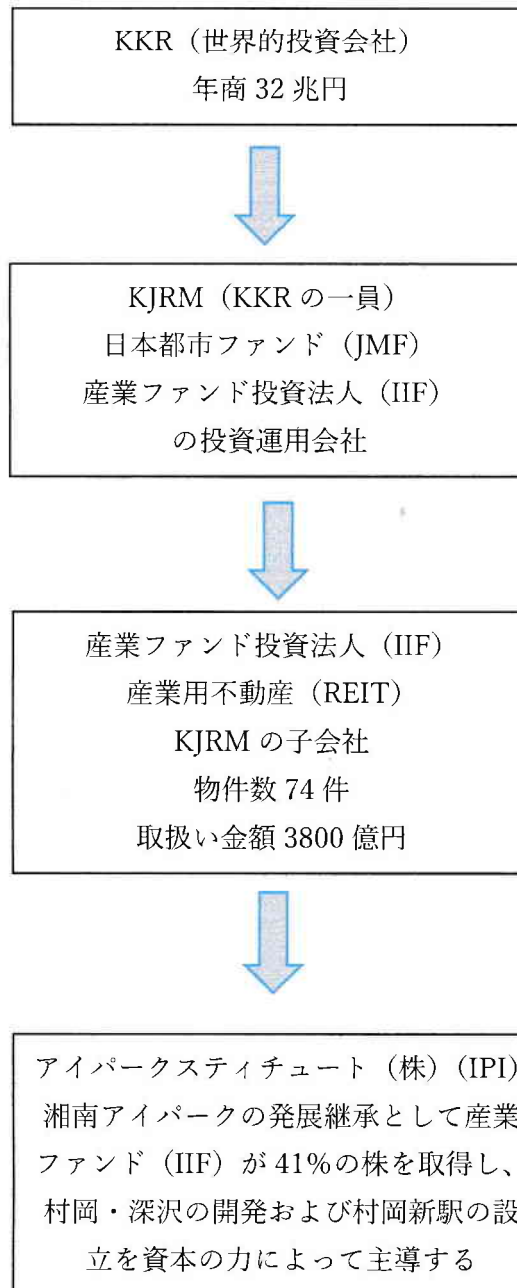 KKR（世界的投資会社）
年商 32 兆円
KJRM（KKR の一員）
日本都市ファンド（JMF）
産業ファンド投資法人（IIF）
の投資運用会社
産業ファンド投資法人（IIF）
産業用不動産（REIT）
KJRM の子会社
物件数 74 件
取扱い金額 3800 億円
アイパークスティチュート（株）（IPI）
湘南アイパークの発展継承として産業
ファンド（IIF）が 41％の株を取得し、
村岡・深沢の開発および村岡新駅の設
立を資本の力によって主導する